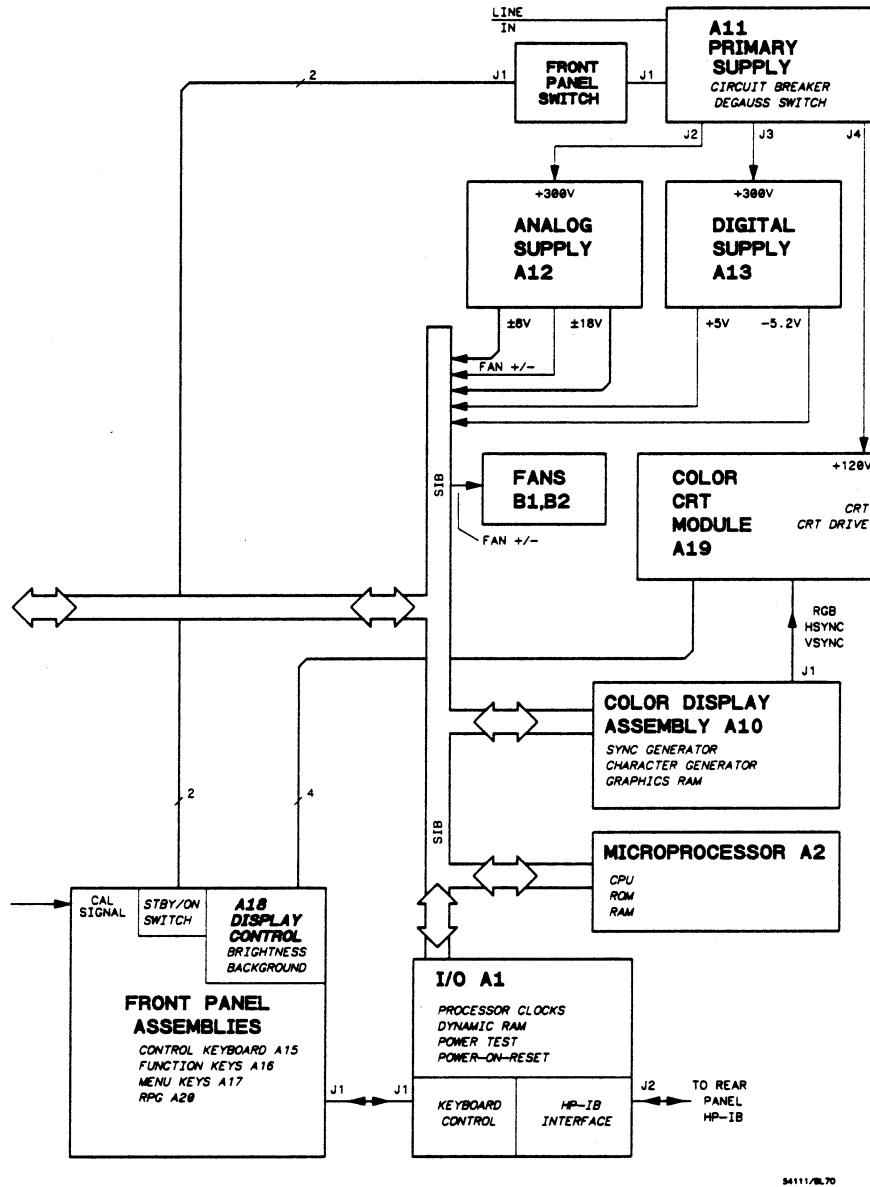 LINE
IN
A11
PRIMARY
SUPPLY
CIRCUIT BREAKER
DEGAUSS SWITCH
2
J1
FRONT
PANEL
SWITCH
J1
J2
J3
J4
+300V
ANALOG
SUPPLY
A12
+300V
DIGITAL
SUPPLY
A13
±8V
±18V
+5V
-5.2V
FAN +/-
SIB
FANS
B1,B2
FAN +/-
+120V
COLOR
CRT
MODULE
A19
CRT
CRT DRIVE
RGB
HSYNC
VSYNC
J1
COLOR DISPLAY
ASSEMBLY A10
SYNC GENERATOR
CHARACTER GENERATOR
GRAPHICS RAM
2
4
SIB
MICROPROCESSOR A2
CPU
ROM
RAM
CAL
SIGNAL
STBY/ON
SWITCH
A18
DISPLAY
CONTROL
BRIGHTNESS
BACKGROUND
FRONT PANEL
ASSEMBLIES
CONTROL KEYBOARD A15
FUNCTION KEYS A16
MENU KEYS A17
RPG A20
I/O A1
PROCESSOR CLOCKS
DYNAMIC RAM
POWER TEST
POWER-ON-RESET
J1
J1
KEYBOARD
CONTROL
HP-IB
INTERFACE
J2
TO REAR
PANEL
HP-IB
54111/BL70